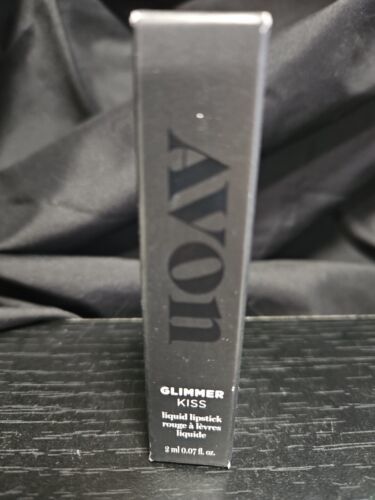 AVON
GLIMMER
KISS
liquid lipstick
rouge à lèvres
liquide
2 ml 0.07 fl. oz.